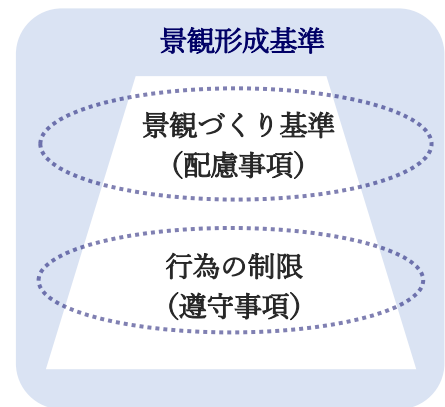 景観形成基準
景観づくり基準
（配慮事項）
行為の制限
（遵守事項）